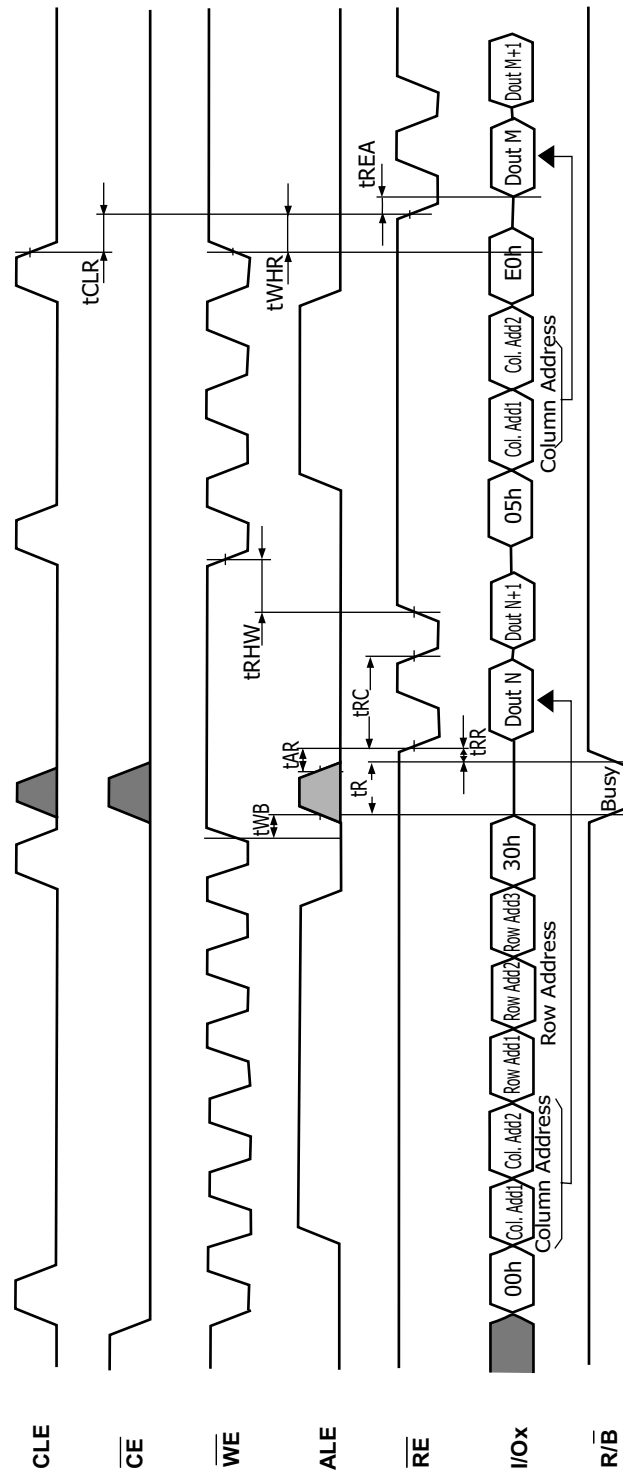 CLE
CE
WE
ALE
RE
I/Ox
R/B
tCLR
tWHR
tREA
tRHW
tWB
tAR
tRC
tR
tRR
00h
Col. Add1
Col. Add2
Row Add1
Row Add2
Row Add3
30h
Dout N
Dout N+1
05h
Col. Add1
Col. Add2
E0h
Dout M
Dout M+1
Column Address
Row Address
Column Address
Busy